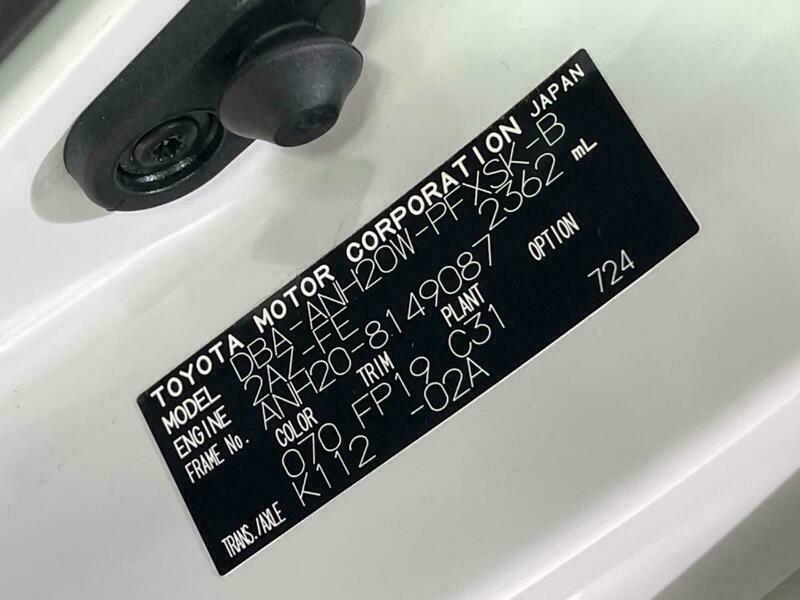 TOYOTA MOTOR CORPORATION JAPAN
MODEL DBA-ANH20W-PFXSK-B
ENGINE 2AZ-FE 2362 mL
FRAME No. ANH20-8149087
COLOR TRIM PLANT OPTION
070 FP19 C31 724
TRANS./AXLE K112 -02A